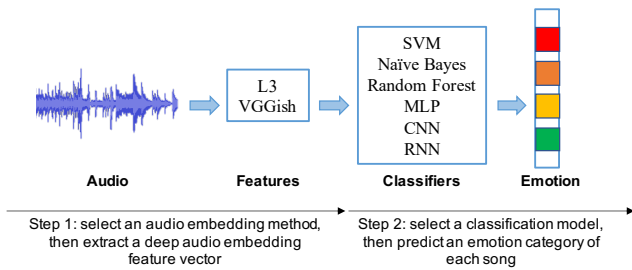 L3
VGGish
SVM
Naïve Bayes
Random Forest
MLP
CNN
RNN
Audio
Features
Classifiers
Emotion
Step 1: select an audio embedding method,
then extract a deep audio embedding
feature vector
Step 2: select a classification model,
then predict an emotion category of
each song